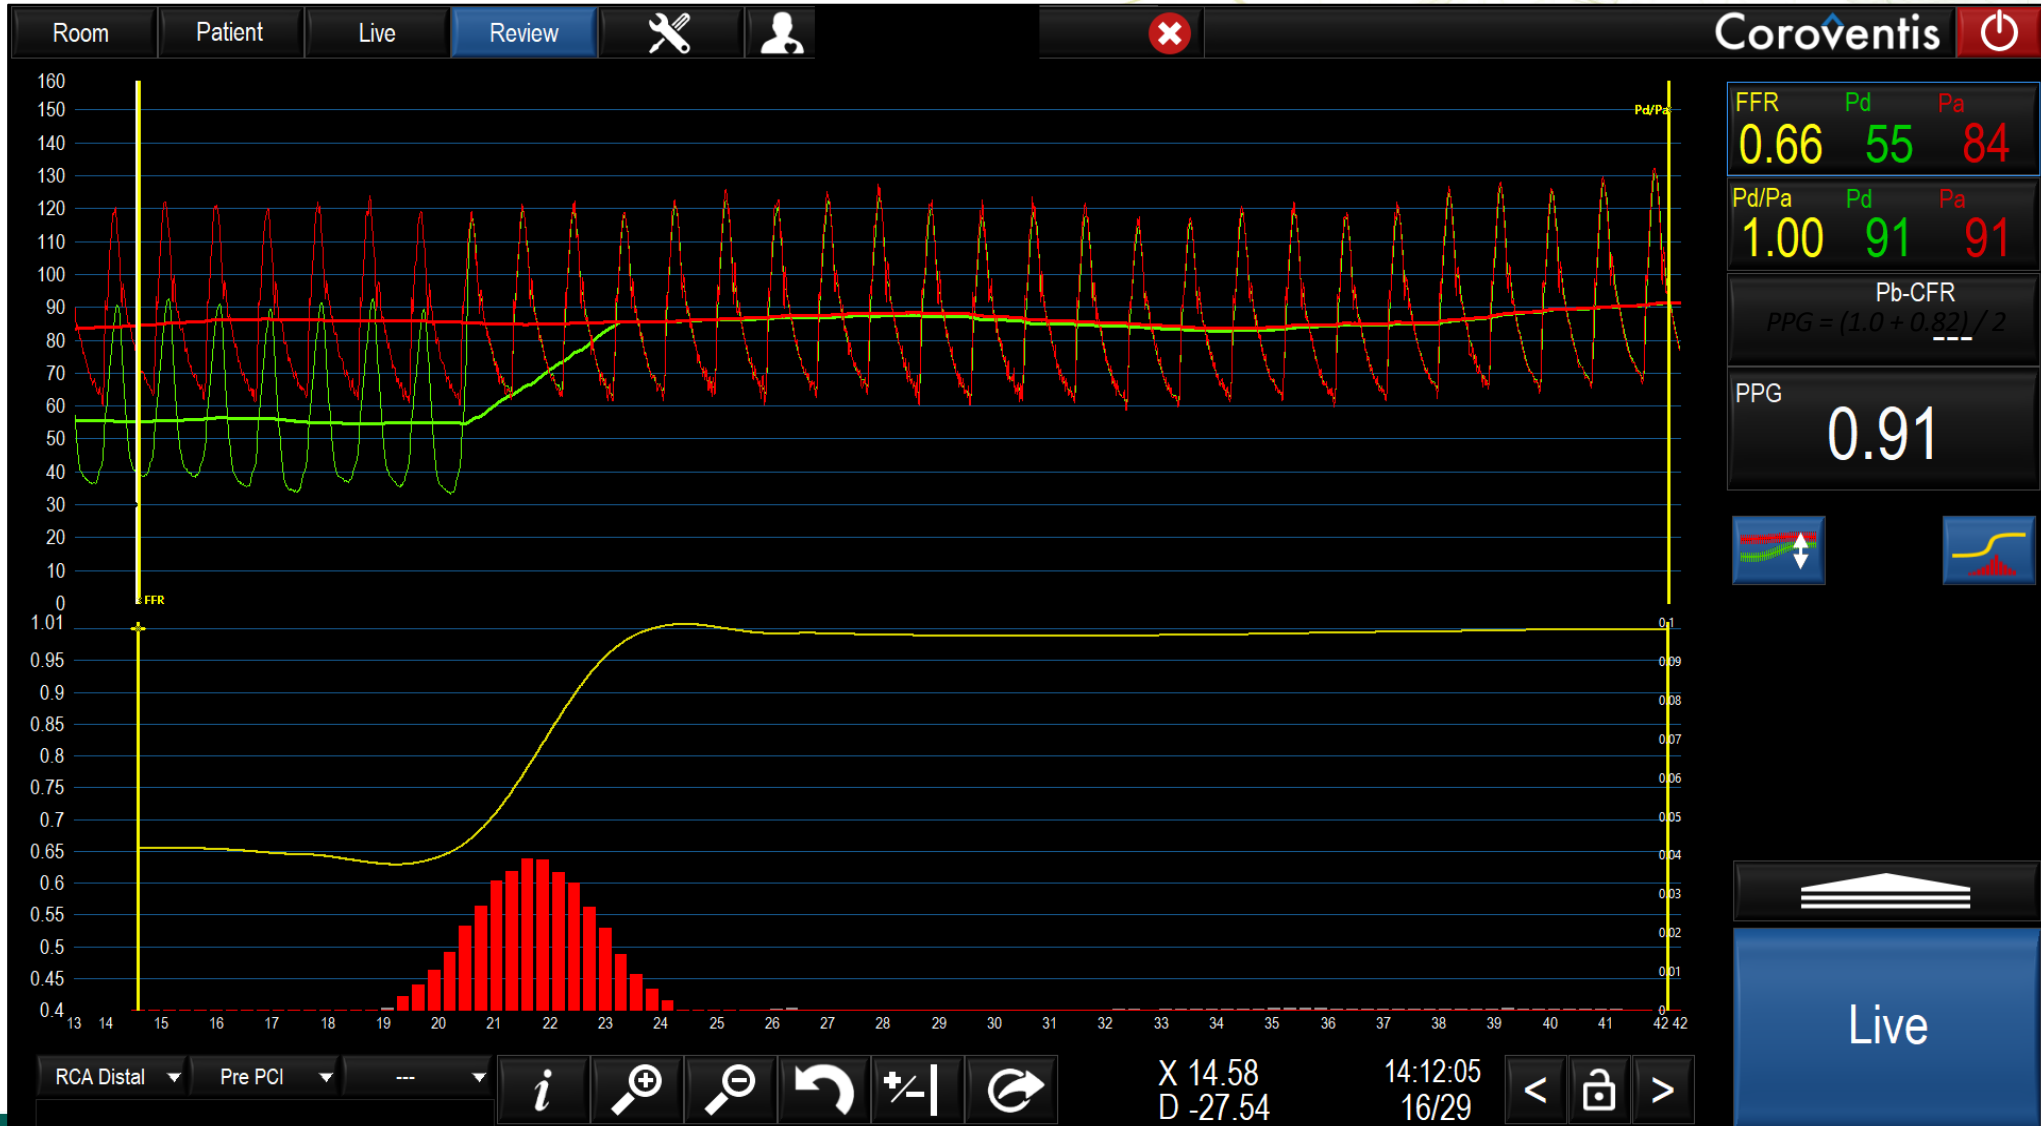 Room Patient Live Review Coroventis
160
150
140
130
120
110
100
90
80
70
60
50
40
30
20
10
0
Pd/Pa
FFR
1.01
0.95
0.9
0.85
0.8
0.75
0.7
0.65
0.6
0.55
0.5
0.45
0.4
0.1
0.09
0.08
0.07
0.06
0.05
0.04
0.03
0.02
0.01
0
13 14 15 16 17 18 19 20 21 22 23 24 25 26 27 28 29 30 31 32 33 34 35 36 37 38 39 40 41 42 42
FFR Pd Pa
0.66 55 84
Pd/Pa Pd Pa
1.00 91 91
Pb-CFR
PPG = (1.0 + 0.82) / 2
---
PPG
0.91
Live
RCA Distal Pre PCI ---
i
X 14.58
D -27.54
14:12:05
16/29
< >